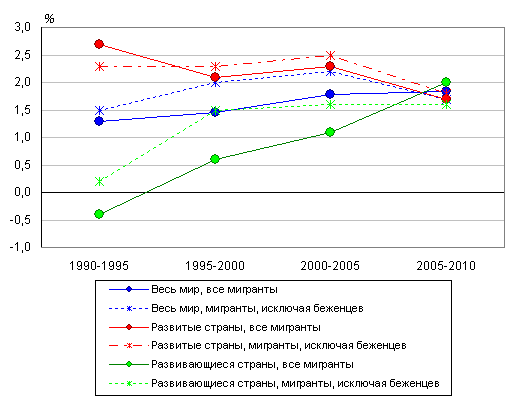 %
3,0
2,5
2,0
1,5
1,0
0,5
0,0
-0,5
-1,0
1990-1995 1995-2000 2000-2005 2005-2010
Весь мир, все мигранты
Весь мир, мигранты, исключая беженцев
Развитые страны, все мигранты
Развитые страны, мигранты, исключая беженцев
Развивающиеся страны, все мигранты
Развивающиеся страны, мигранты, исключая беженцев